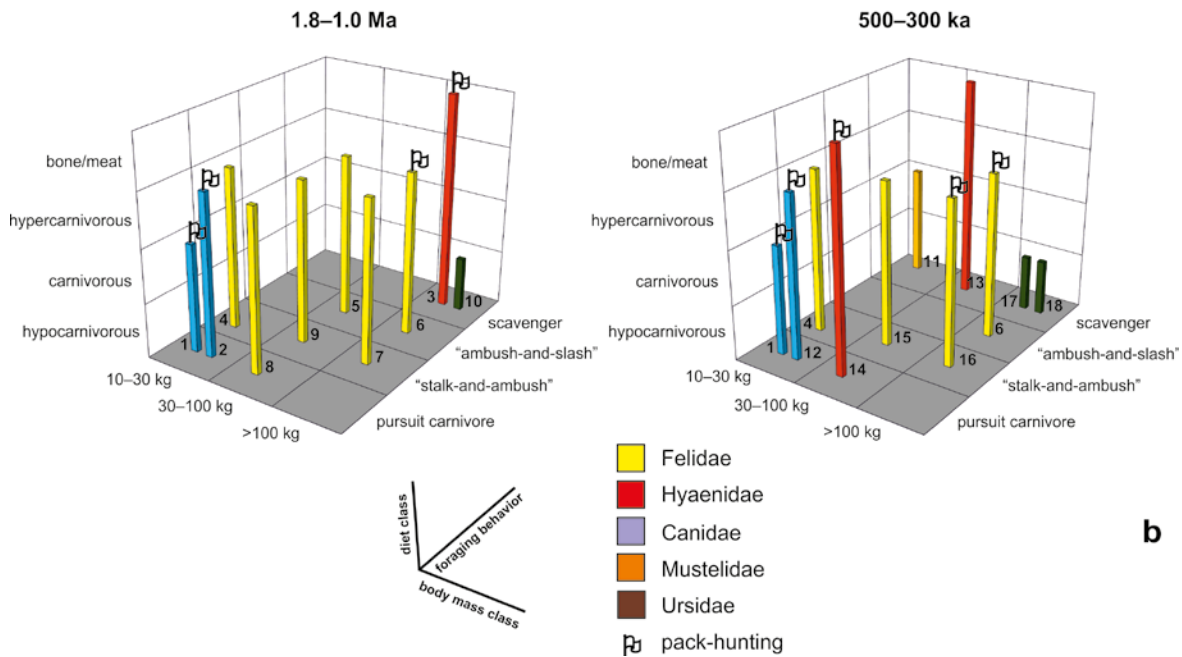 1.8–1.0 Ma
bone/meat
hypercarnivorous
carnivorous
hypocarnivorous
1
2
4
8
9
5
7
6
3
10
10–30 kg
30–100 kg
>100 kg
scavenger
“ambush-and-slash”
“stalk-and-ambush”
pursuit carnivore
500–300 ka
bone/meat
hypercarnivorous
carnivorous
hypocarnivorous
1
12
4
14
15
11
16
6
13
17
18
10–30 kg
30–100 kg
>100 kg
scavenger
“ambush-and-slash”
“stalk-and-ambush”
pursuit carnivore
diet class
foraging behavior
body mass class
Felidae
Hyaenidae
Canidae
Mustelidae
Ursidae
pack-hunting
b